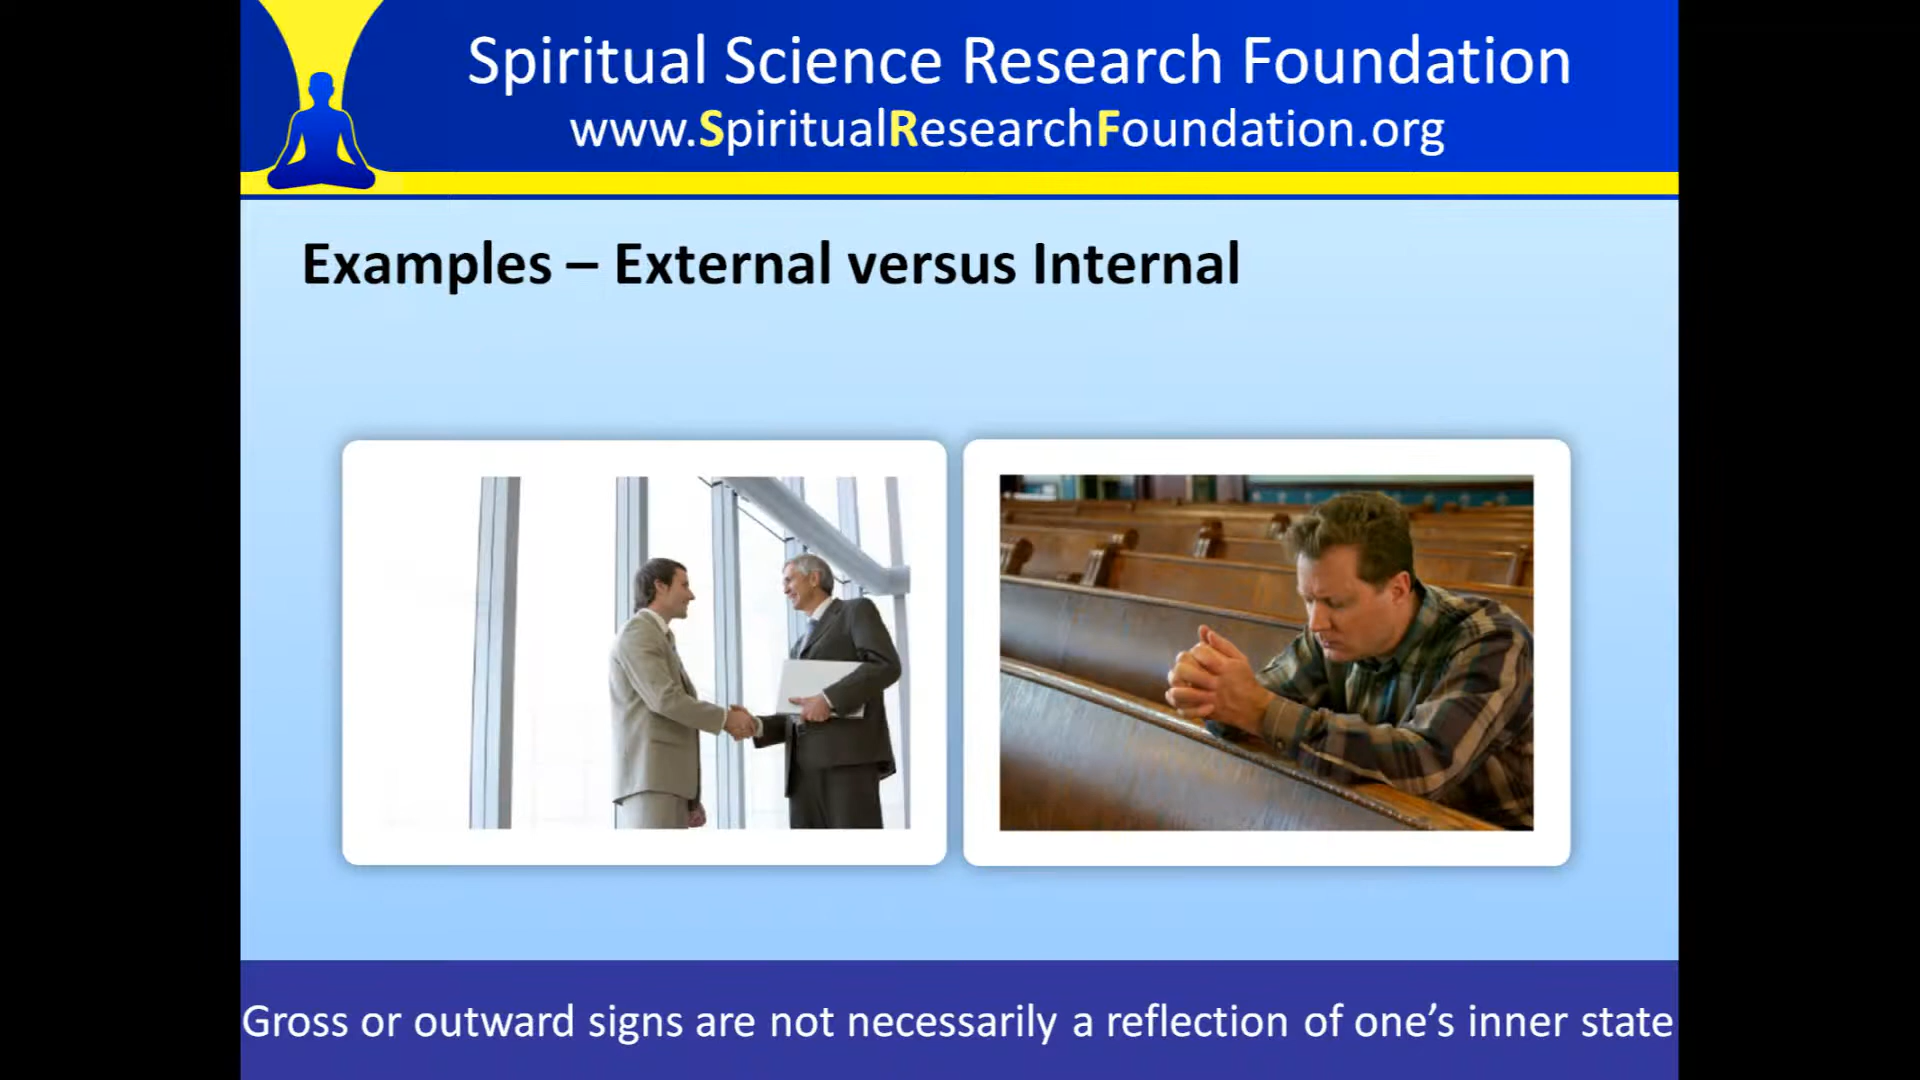 Spiritual Science Research Foundation
www.SpiritualResearchFoundation.org
Examples – External versus Internal
Gross or outward signs are not necessarily a reflection of one’s inner state